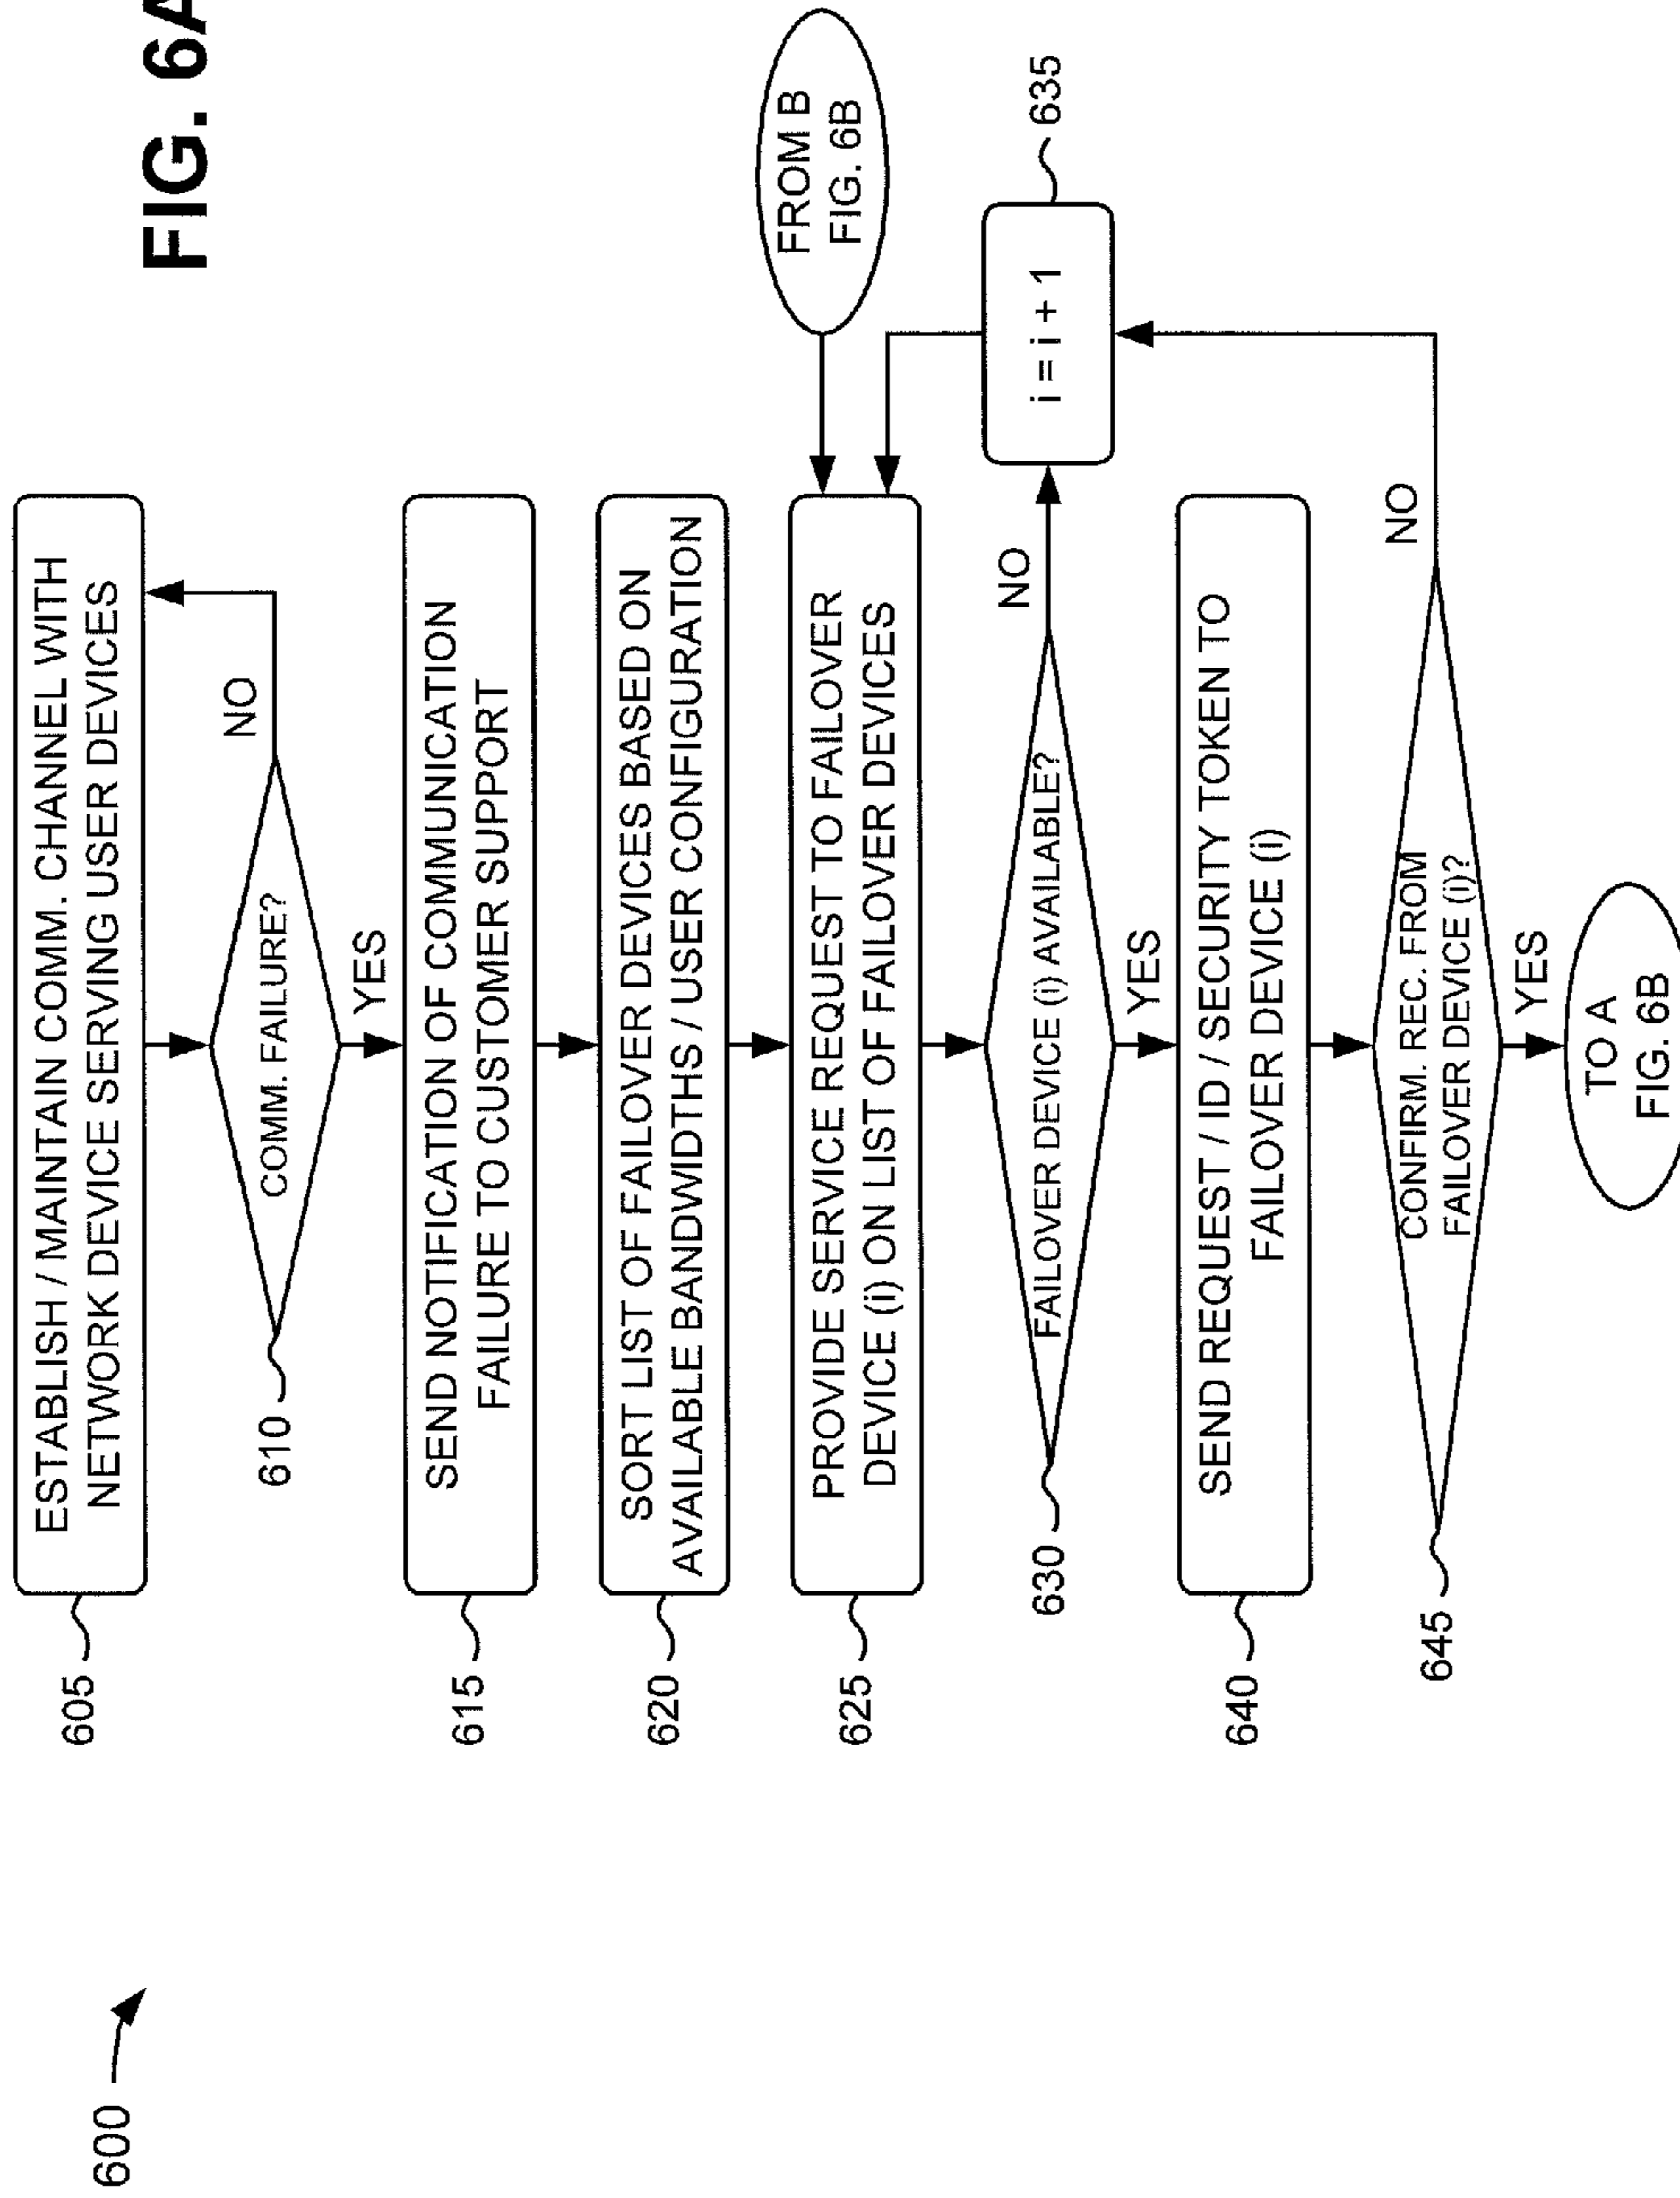 FIG. 6A
600
605
ESTABLISH / MAINTAIN COMM. CHANNEL WITH
NETWORK DEVICE SERVING USER DEVICES
610
COMM. FAILURE?
NO
YES
615
SEND NOTIFICATION OF COMMUNICATION
FAILURE TO CUSTOMER SUPPORT
620
SORT LIST OF FAILOVER DEVICES BASED ON
AVAILABLE BANDWIDTHS / USER CONFIGURATION
FROM B
FIG. 6B
625
PROVIDE SERVICE REQUEST TO FAILOVER
DEVICE (i) ON LIST OF FAILOVER DEVICES
630
FAILOVER DEVICE (i) AVAILABLE?
NO
i = i + 1
635
YES
640
SEND REQUEST / ID / SECURITY TOKEN TO
FAILOVER DEVICE (i)
645
CONFIRM. REC. FROM
FAILOVER DEVICE (i)?
NO
YES
TO A
FIG. 6B